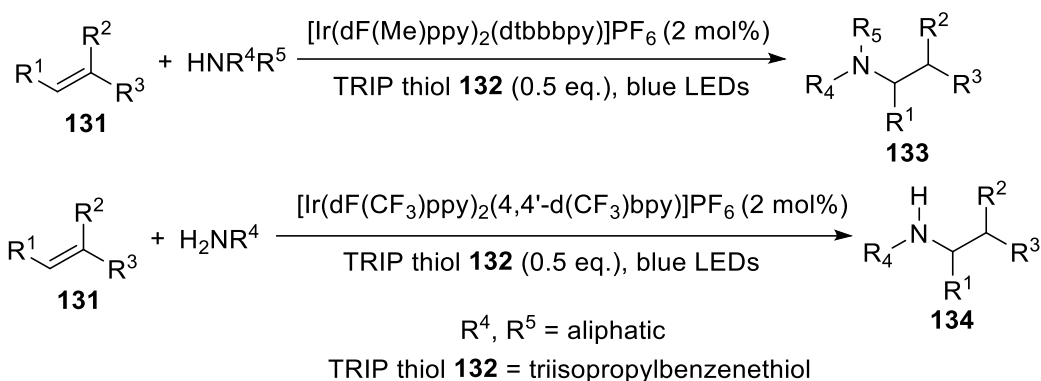 R¹ R² R³ + HNR⁴R⁵ [Ir(dF(Me)ppy)₂(dtbbbpy)]PF₆ (2 mol%) R₅ N R₄ R² R³ R¹
131 TRIP thiol 132 (0.5 eq.), blue LEDs 133
R¹ R² R³ + H₂NR⁴ [Ir(dF(CF₃)ppy)₂(4,4'-d(CF₃)bpy)]PF₆ (2 mol%) H N R₄ R² R³ R¹
131 TRIP thiol 132 (0.5 eq.), blue LEDs 134
R⁴, R⁵ = aliphatic
TRIP thiol 132 = triisopropylbenzenethiol